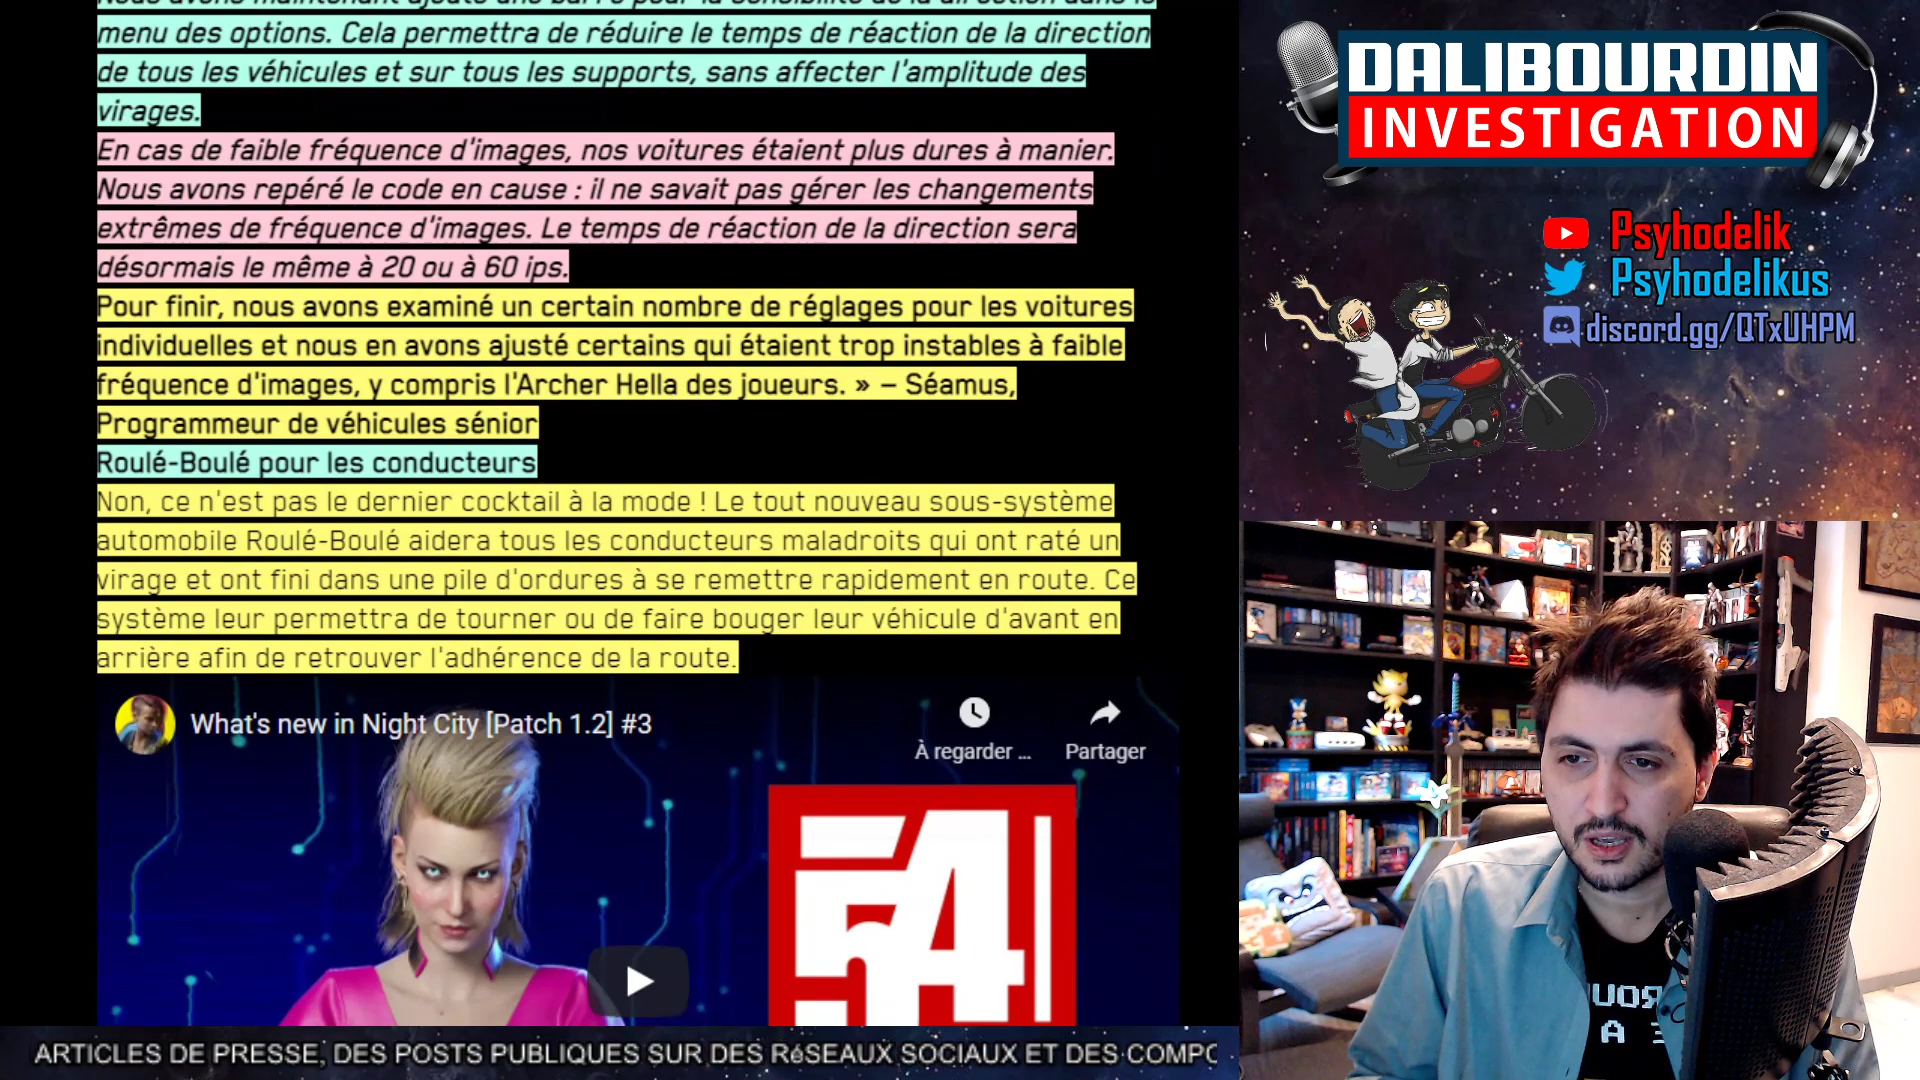 menu des options. Cela permettra de réduire le temps de réaction de la direction
de tous les véhicules et sur tous les supports, sans affecter l'amplitude des
virages.
En cas de faible fréquence d'images, nos voitures étaient plus dures à manier.
Nous avons repéré le code en cause : il ne savait pas gérer les changements
extrêmes de fréquence d'images. Le temps de réaction de la direction sera
désormais le même à 20 ou à 60 ips.
Pour finir, nous avons examiné un certain nombre de réglages pour les voitures
individuelles et nous en avons ajusté certains qui étaient trop instables à faible
fréquence d'images, y compris l'Archer Hella des joueurs. » – Séamus,
Programmeur de véhicules sénior
Roulé-Boulé pour les conducteurs
Non, ce n'est pas le dernier cocktail à la mode ! Le tout nouveau sous-système
automobile Roulé-Boulé aidera tous les conducteurs maladroits qui ont raté un
virage et ont fini dans une pile d'ordures à se remettre rapidement en route. Ce
système leur permettra de tourner ou de faire bouger leur véhicule d'avant en
arrière afin de retrouver l'adhérence de la route.
What's new in Night City [Patch 1.2] #3
À regarder ...
Partager
54
ARTICLES DE PRESSE, DES POSTS PUBLIQUES SUR DES RéSEAUX SOCIAUX ET DES COMPO
DALIBOURDIN
INVESTIGATION
Psyhodelik
Psyhodelikus
discord.gg/QTxUHPM